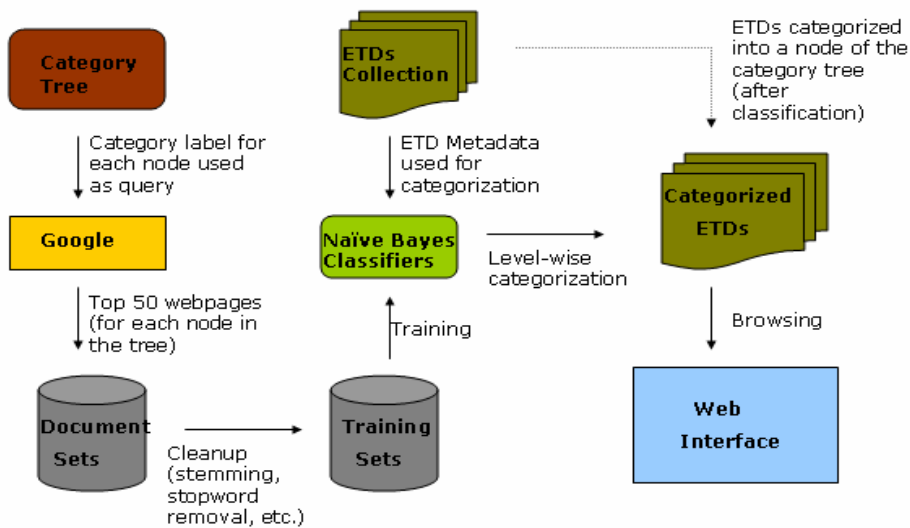 Category
Tree
Category label for
each node used
as query
Google
Top 50 webpages
(for each node in
the tree)
Document
Sets
Cleanup
(stemming,
stopword
removal, etc.)
Training
Sets
Training
ETDs
Collection
ETD Metadata
used for
categorization
Naïve Bayes
Classifiers
Level-wise
categorization
ETDs categorized
into a node of the
category tree
(after
classification)
Categorized
ETDs
Browsing
Web
Interface